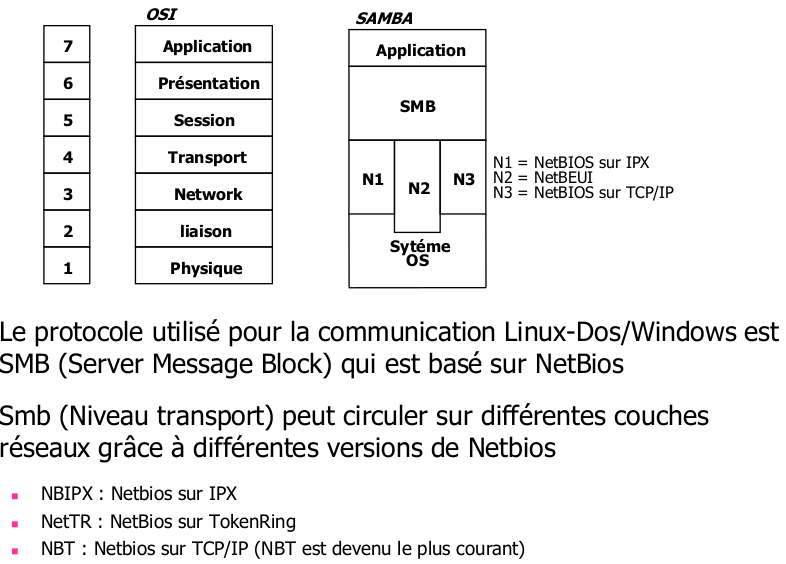 OSI
SAMBA
7 Application
6 Présentation
5 Session
4 Transport
3 Network
2 liaison
1 Physique
Application
SMB
N1 N2 N3
Sytéme
OS
N1 = NetBIOS sur IPX
N2 = NetBEUI
N3 = NetBIOS sur TCP/IP
Le protocole utilisé pour la communication Linux-Dos/Windows est
SMB (Server Message Block) qui est basé sur NetBios
Smb (Niveau transport) peut circuler sur différentes couches
réseaux grâce à différentes versions de Netbios
NBIPX : Netbios sur IPX
NetTR : NetBios sur TokenRing
NBT : Netbios sur TCP/IP (NBT est devenu le plus courant)